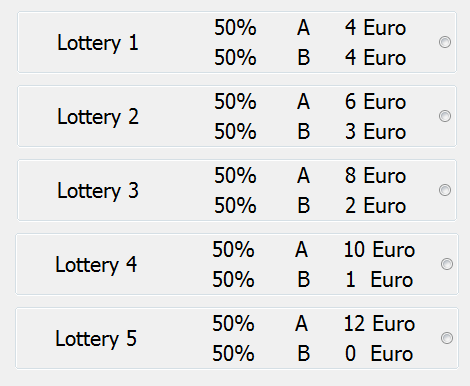 Lottery 1
50% A 4 Euro
50% B 4 Euro
Lottery 2
50% A 6 Euro
50% B 3 Euro
Lottery 3
50% A 8 Euro
50% B 2 Euro
Lottery 4
50% A 10 Euro
50% B 1 Euro
Lottery 5
50% A 12 Euro
50% B 0 Euro